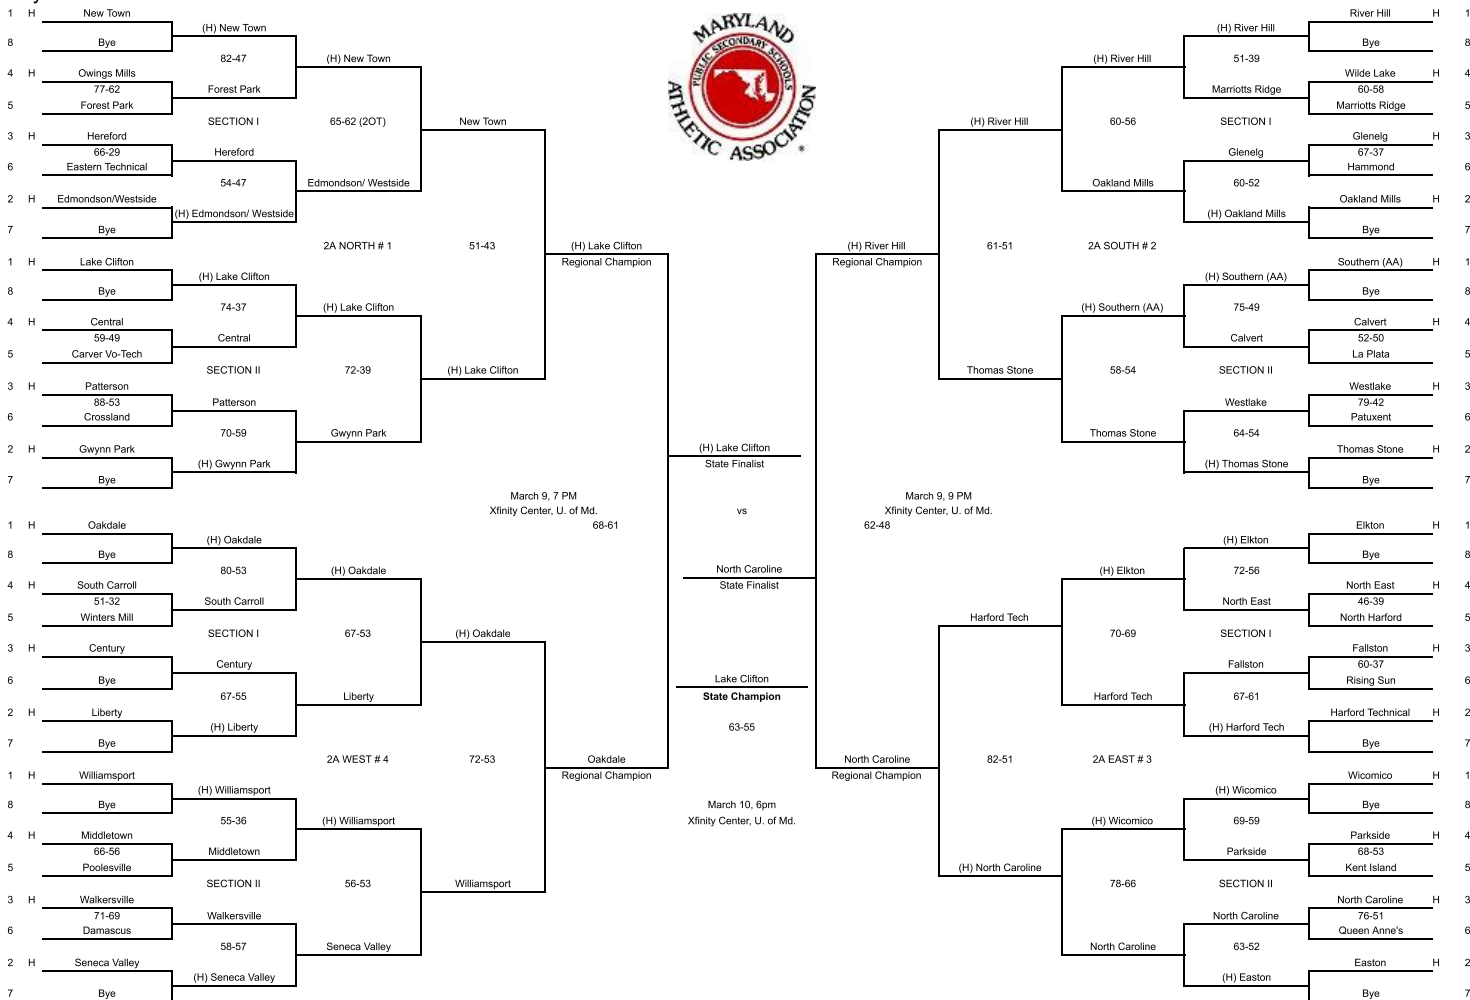 1 H New Town
8 Bye
(H) New Town
82-47
4 H Owings Mills
77-62
5 Forest Park
Forest Park
(H) New Town
SECTION I
65-62 (2OT)
3 H Hereford
66-29
6 Eastern Technical
Hereford
54-47
2 H Edmondson/Westside
7 Bye
(H) Edmondson/ Westside
Edmondson/ Westside
New Town
2A NORTH # 1
51-43
1 H Lake Clifton
8 Bye
(H) Lake Clifton
74-37
4 H Central
59-49
5 Carver Vo-Tech
Central
(H) Lake Clifton
SECTION II
72-39
3 H Patterson
88-53
6 Crossland
Patterson
70-59
2 H Gwynn Park
7 Bye
(H) Gwynn Park
Gwynn Park
(H) Lake Clifton
(H) Lake Clifton
Regional Champion
March 9, 7 PM
Xfinity Center, U. of Md.
68-61
1 H Oakdale
8 Bye
(H) Oakdale
80-53
4 H South Carroll
51-32
5 Winters Mill
South Carroll
(H) Oakdale
SECTION I
67-53
3 H Century
6 Bye
Century
67-55
2 H Liberty
7 Bye
(H) Liberty
Liberty
(H) Oakdale
2A WEST # 4
72-53
1 H Williamsport
8 Bye
(H) Williamsport
55-36
4 H Middletown
66-56
5 Poolesville
Middletown
(H) Williamsport
SECTION II
56-53
3 H Walkersville
71-69
6 Damascus
Walkersville
58-57
2 H Seneca Valley
7 Bye
(H) Seneca Valley
Seneca Valley
Williamsport
Oakdale
Regional Champion
MARYLAND
PUBLIC SECONDARY SCHOOLS
ATHLETIC ASSOCIATION
®
(H) Lake Clifton
State Finalist
vs
North Caroline
State Finalist
Lake Clifton
State Champion
63-55
March 10, 6pm
Xfinity Center, U. of Md.
River Hill H 1
Bye 8
(H) River Hill
51-39
Wilde Lake H 4
60-58
Marriotts Ridge 5
Marriotts Ridge
(H) River Hill
60-56
SECTION I
Glenelg H 3
67-37
Hammond 6
Glenelg
60-52
Oakland Mills H 2
Bye 7
(H) Oakland Mills
Oakland Mills
(H) River Hill
61-51
2A SOUTH # 2
Southern (AA) H 1
Bye 8
(H) Southern (AA)
75-49
Calvert H 4
52-50
La Plata 5
Calvert
(H) Southern (AA)
58-54
SECTION II
Westlake H 3
79-42
Patuxent 6
Westlake
64-54
Thomas Stone H 2
Bye 7
(H) Thomas Stone
Thomas Stone
Thomas Stone
(H) River Hill
Regional Champion
March 9, 9 PM
Xfinity Center, U. of Md.
62-48
Elkton H 1
Bye 8
(H) Elkton
72-56
North East H 4
46-39
North Harford 5
North East
(H) Elkton
70-69
SECTION I
Fallston H 3
60-37
Rising Sun 6
Fallston
67-61
Harford Technical H 2
Bye 7
(H) Harford Tech
Harford Tech
Harford Tech
82-51
2A EAST # 3
Wicomico H 1
Bye 8
(H) Wicomico
69-59
Parkside H 4
68-53
Kent Island 5
Parkside
(H) Wicomico
78-66
SECTION II
North Caroline H 3
76-51
Queen Anne's 6
North Caroline
63-52
Easton H 2
Bye 7
(H) Easton
North Caroline
(H) North Caroline
North Caroline
Regional Champion